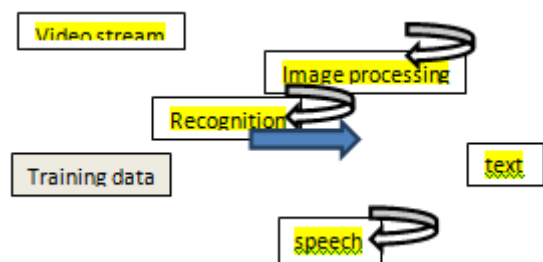 Video stream
Image processing
Recognition
Training data
text
speech